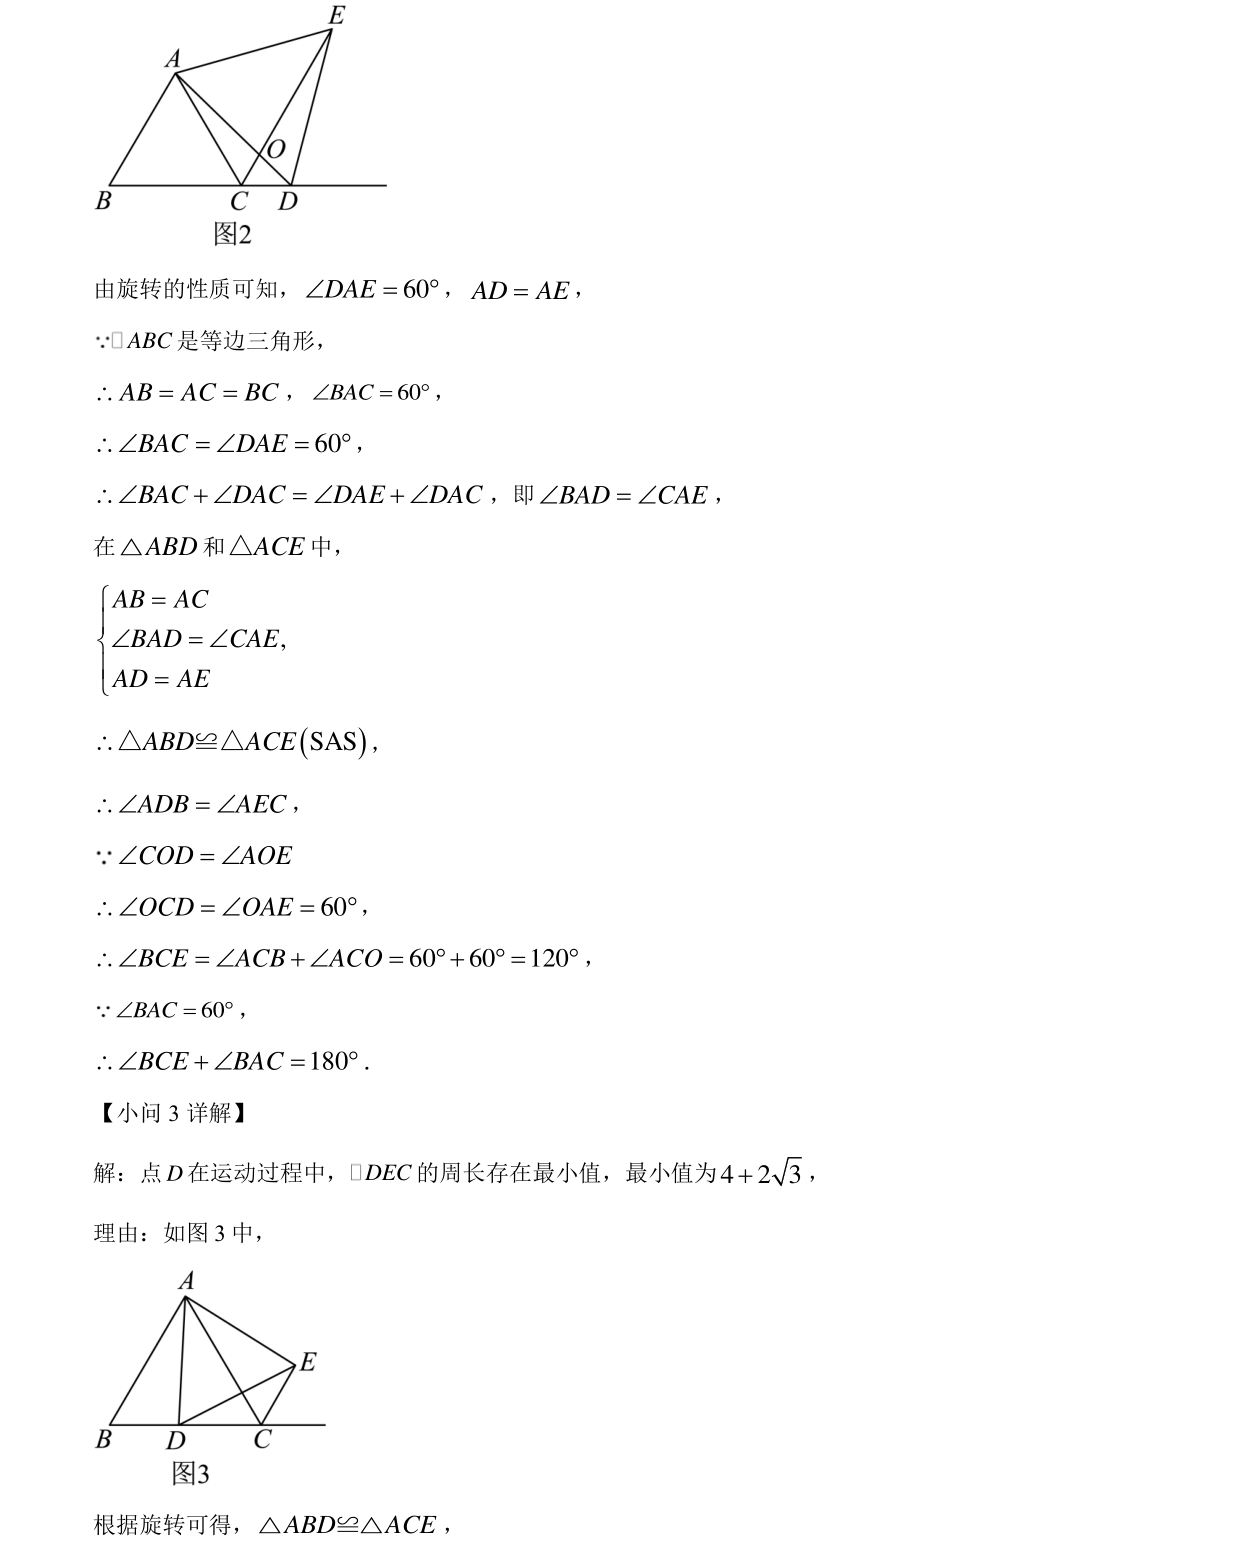 E
A
O
B C D
图2
由旋转的性质可知，∠DAE = 60°，AD = AE，
∵□ABC是等边三角形，
∴AB = AC = BC，∠BAC = 60°，
∴∠BAC = ∠DAE = 60°，
∴∠BAC + ∠DAC = ∠DAE + ∠DAC，即∠BAD = ∠CAE，
在△ABD和△ACE中，
AB = AC
∠BAD = ∠CAE,
AD = AE
∴△ABD≌△ACE(SAS)，
∴∠ADB = ∠AEC，
∵∠COD = ∠AOE
∴∠OCD = ∠OAE = 60°，
∴∠BCE = ∠ACB + ∠ACO = 60° + 60° = 120°，
∵∠BAC = 60°，
∴∠BCE + ∠BAC = 180°．
【小问 3 详解】
解：点D在运动过程中，□DEC的周长存在最小值，最小值为4 + 2√3，
理由：如图 3 中，
A
E
B D C
图3
根据旋转可得，△ABD≌△ACE，